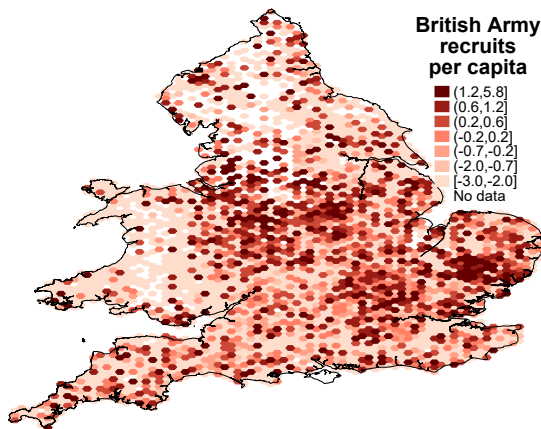 British Army
recruits
per capita
(1.2,5.8]
(0.6,1.2]
(0.2,0.6]
(-0.2,0.2]
(-0.7,-0.2]
(-2.0,-0.7]
[-3.0,-2.0]
No data